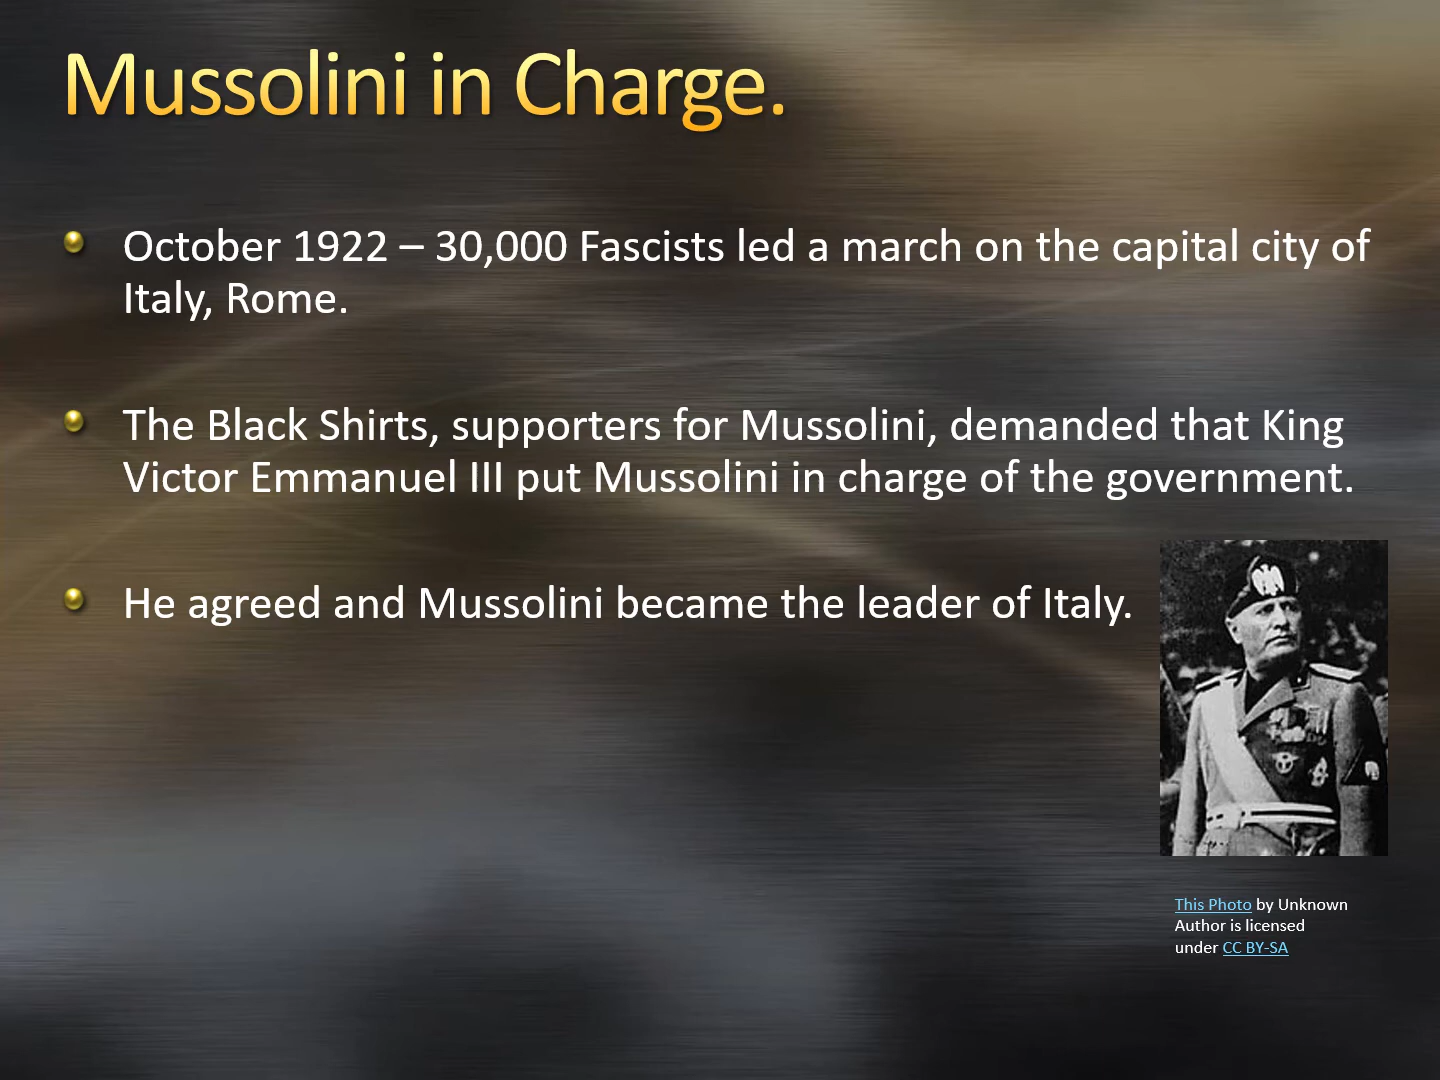 Mussolini in Charge.
October 1922 – 30,000 Fascists led a march on the capital city of
Italy, Rome.
The Black Shirts, supporters for Mussolini, demanded that King
Victor Emmanuel III put Mussolini in charge of the government.
He agreed and Mussolini became the leader of Italy.
This Photo by Unknown
Author is licensed
under CC BY-SA